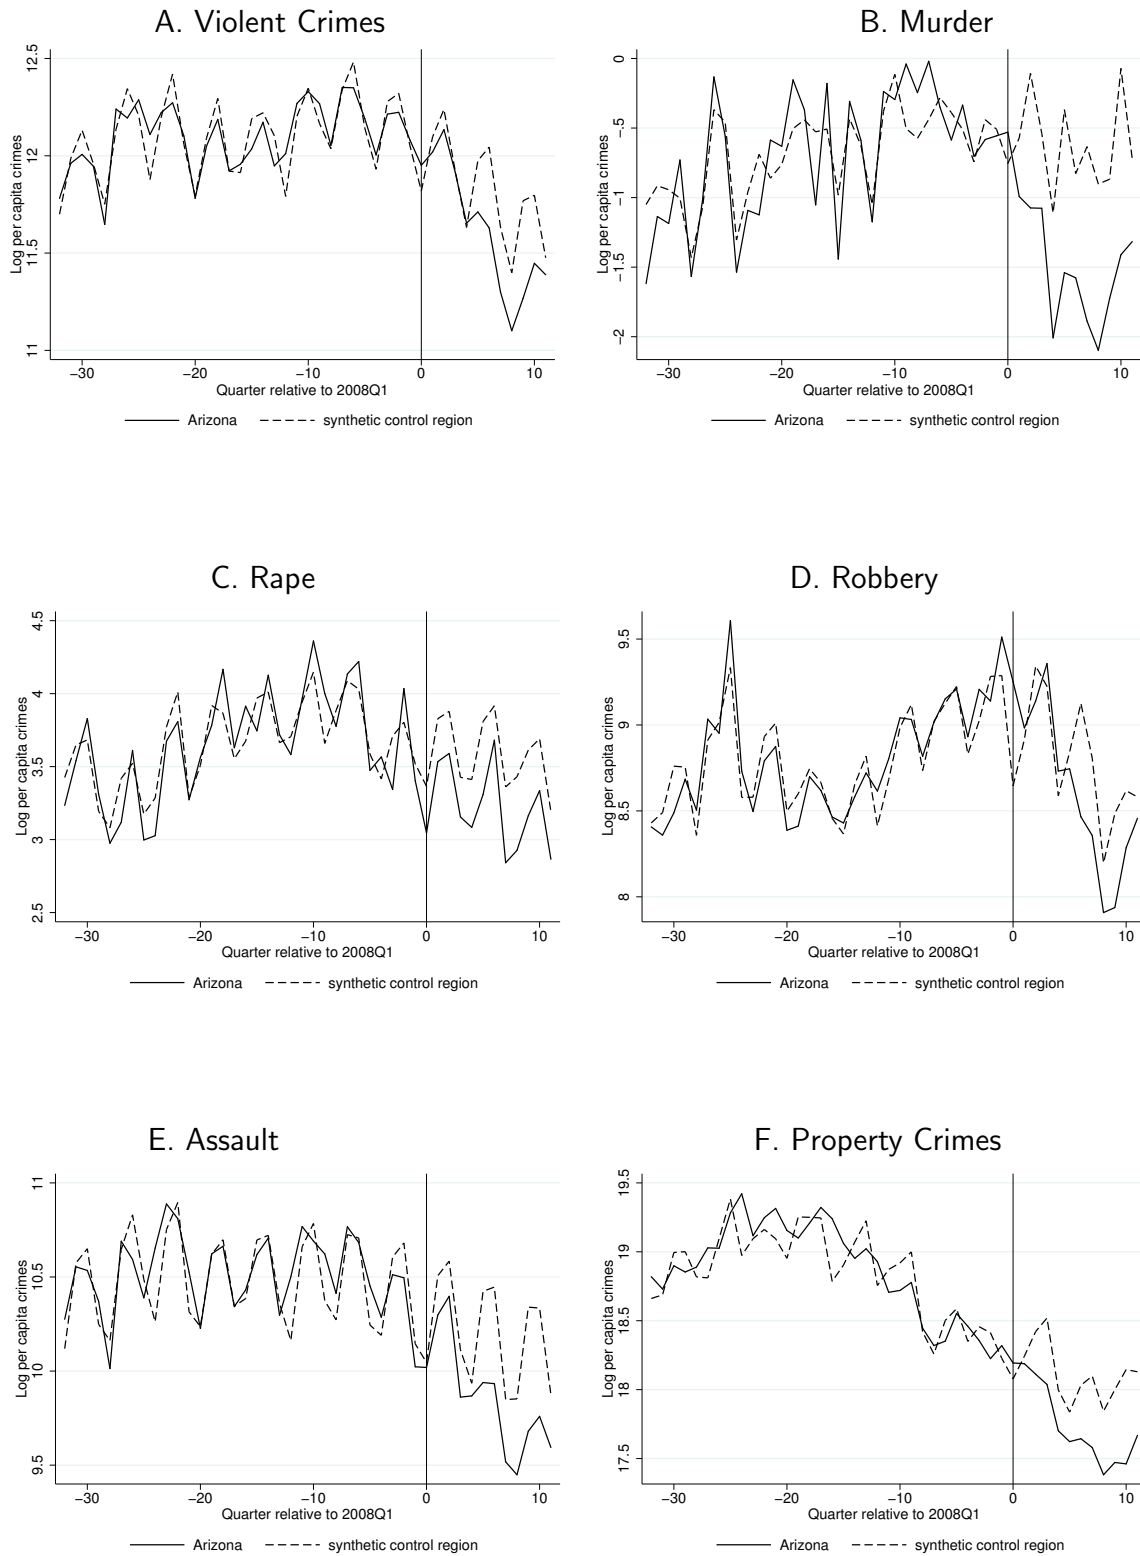 A. Violent Crimes
Log per capita crimes
12.5
12
11.5
11
−30 −20 −10 0 10
Quarter relative to 2008Q1
Arizona synthetic control region
B. Murder
Log per capita crimes
0
−.5
−1
−1.5
−2
−30 −20 −10 0 10
Quarter relative to 2008Q1
Arizona synthetic control region
C. Rape
Log per capita crimes
4.5
4
3.5
3
2.5
−30 −20 −10 0 10
Quarter relative to 2008Q1
Arizona synthetic control region
D. Robbery
Log per capita crimes
9.5
9
8.5
8
−30 −20 −10 0 10
Quarter relative to 2008Q1
Arizona synthetic control region
E. Assault
Log per capita crimes
11
10.5
10
9.5
−30 −20 −10 0 10
Quarter relative to 2008Q1
Arizona synthetic control region
F. Property Crimes
Log per capita crimes
19.5
19
18.5
18
17.5
−30 −20 −10 0 10
Quarter relative to 2008Q1
Arizona synthetic control region